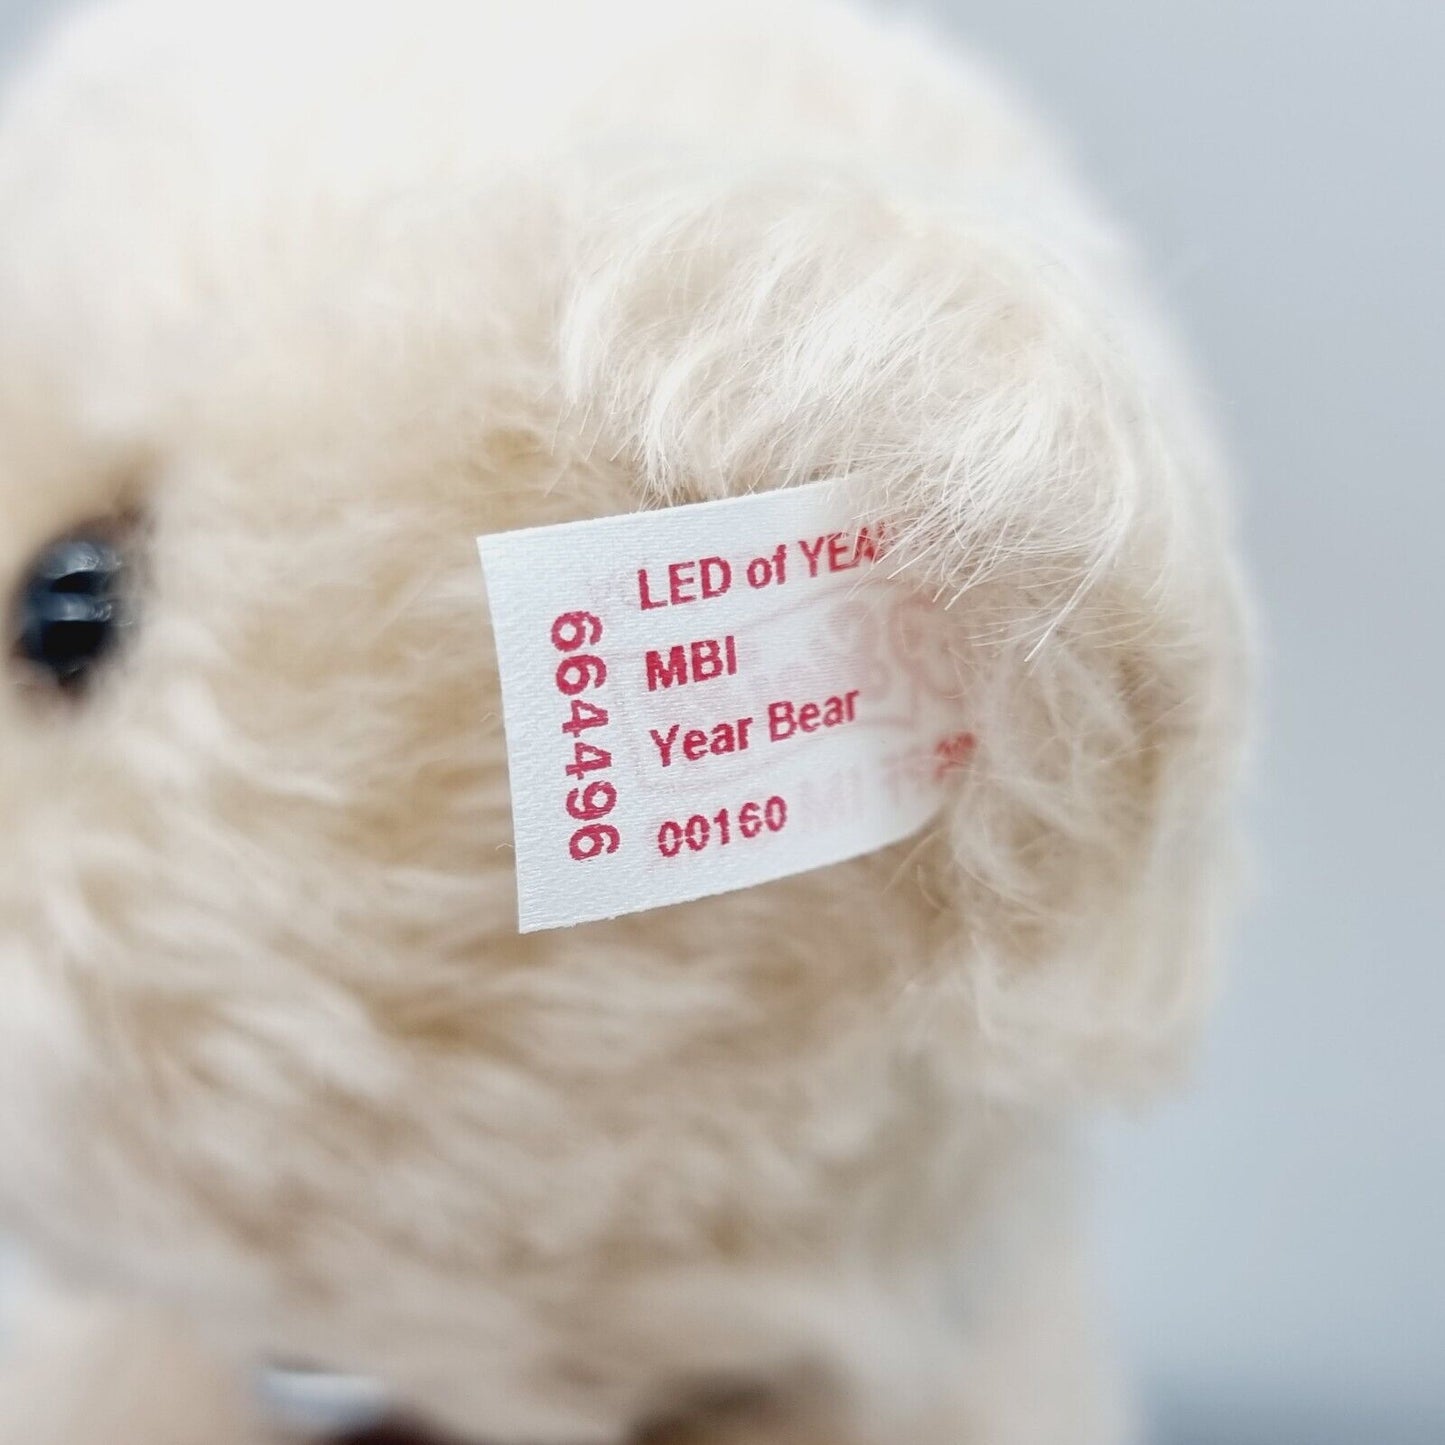 664496
LED of YEA
MBI
Year Bear
00160